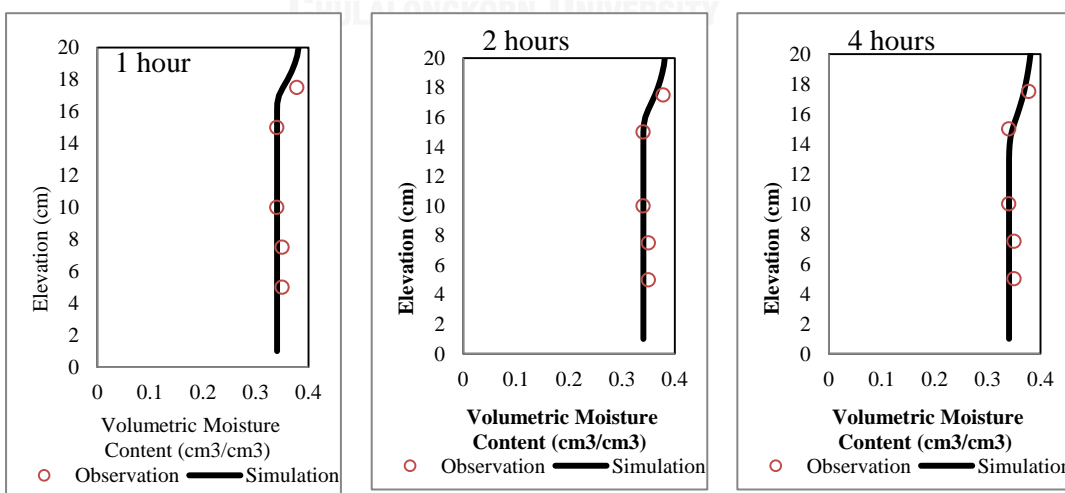 CHULALONGKORN UNIVERSITY
1 hour
20
18
16
14
12
10
8
6
4
2
0
Elevation (cm)
0 0.1 0.2 0.3 0.4
Volumetric Moisture
Content (cm3/cm3)
Observation Simulation
2 hours
20
18
16
14
12
10
8
6
4
2
0
Elevation (cm)
0 0.1 0.2 0.3 0.4
Volumetric Moisture
Content (cm3/cm3)
Observation Simulation
4 hours
20
18
16
14
12
10
8
6
4
2
0
Elevation (cm)
0 0.1 0.2 0.3 0.4
Volumetric Moisture
Content (cm3/cm3)
Observation Simulation